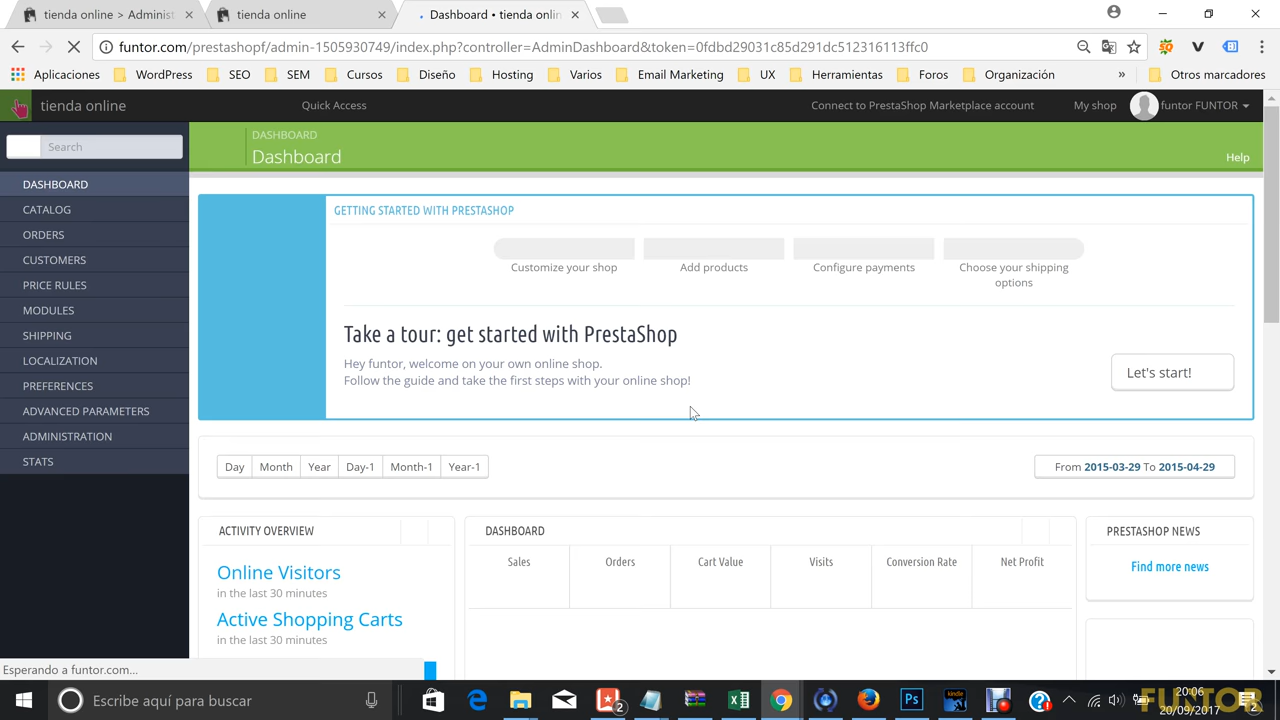 tienda online > Administ
tienda online
Dashboard • tienda onlin
funtor.com/prestashopf/admin-1505930749/index.php?controller=AdminDashboard&token=0fdbd29031c85d291dc512316113ffc0
Aplicaciones WordPress SEO SEM Cursos Diseño Hosting Varios Email Marketing UX Herramientas Foros Organización » Otros marcadores
tienda online Quick Access Connect to PrestaShop Marketplace account My shop funtor FUNTOR
Search
DASHBOARD
Dashboard
Help
DASHBOARD
CATALOG
ORDERS
CUSTOMERS
PRICE RULES
MODULES
SHIPPING
LOCALIZATION
PREFERENCES
ADVANCED PARAMETERS
ADMINISTRATION
STATS
GETTING STARTED WITH PRESTASHOP
Customize your shop Add products Configure payments Choose your shipping
options
Take a tour: get started with PrestaShop
Hey funtor, welcome on your own online shop.
Follow the guide and take the first steps with your online shop!
Let's start!
Day Month Year Day-1 Month-1 Year-1
From 2015-03-29 To 2015-04-29
ACTIVITY OVERVIEW
Online Visitors
in the last 30 minutes
Active Shopping Carts
in the last 30 minutes
DASHBOARD
Sales Orders Cart Value Visits Conversion Rate Net Profit
PRESTASHOP NEWS
Find more news
Esperando a funtor.com...
Escribe aquí para buscar
2
Ps
kindle
20:06
20/09/2017
2
FUNTOR